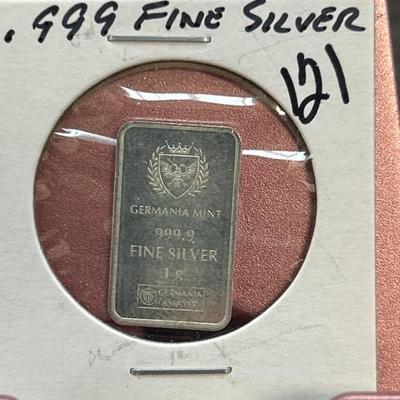 .999 FINE SILVER
121
GERMANIA MINT
999.9
FINE SILVER
1 g
GERMANIA